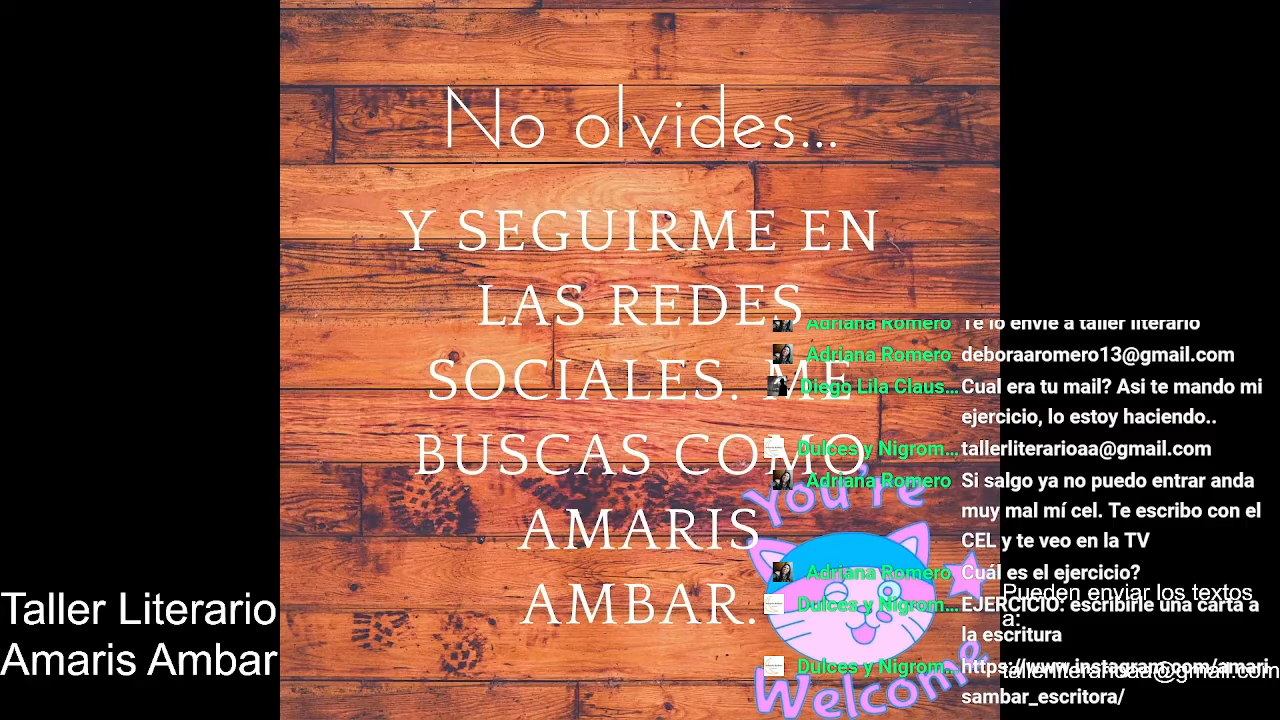 No olvides...
Y SEGUIRME EN
LAS REDES
SOCIALES. ME
BUSCAS COMO
AMARIS
AMBAR.
Taller Literario
Amaris Ambar
Adriana Romero Te lo envie a taller literario
Adriana Romero deboraaromero13@gmail.com
Diego Lila Claus... Cual era tu mail? Asi te mando mi
ejercicio, lo estoy haciendo..
Dulces y Nigrom... tallerliterarioaa@gmail.com
Adriana Romero Si salgo ya no puedo entrar anda
muy mal mí cel. Te escribo con el
CEL y te veo en la TV
Adriana Romero Cuál es el ejercicio?
Dulces y Nigrom... EJERCICIO: escribirle una carta a
la escritura
Dulces y Nigrom... https://www.instagram.com/amari
sambar_escritora/
You're
Welcome
Pueden enviar los textos
a:
tallerliterarioaa@gmail.com